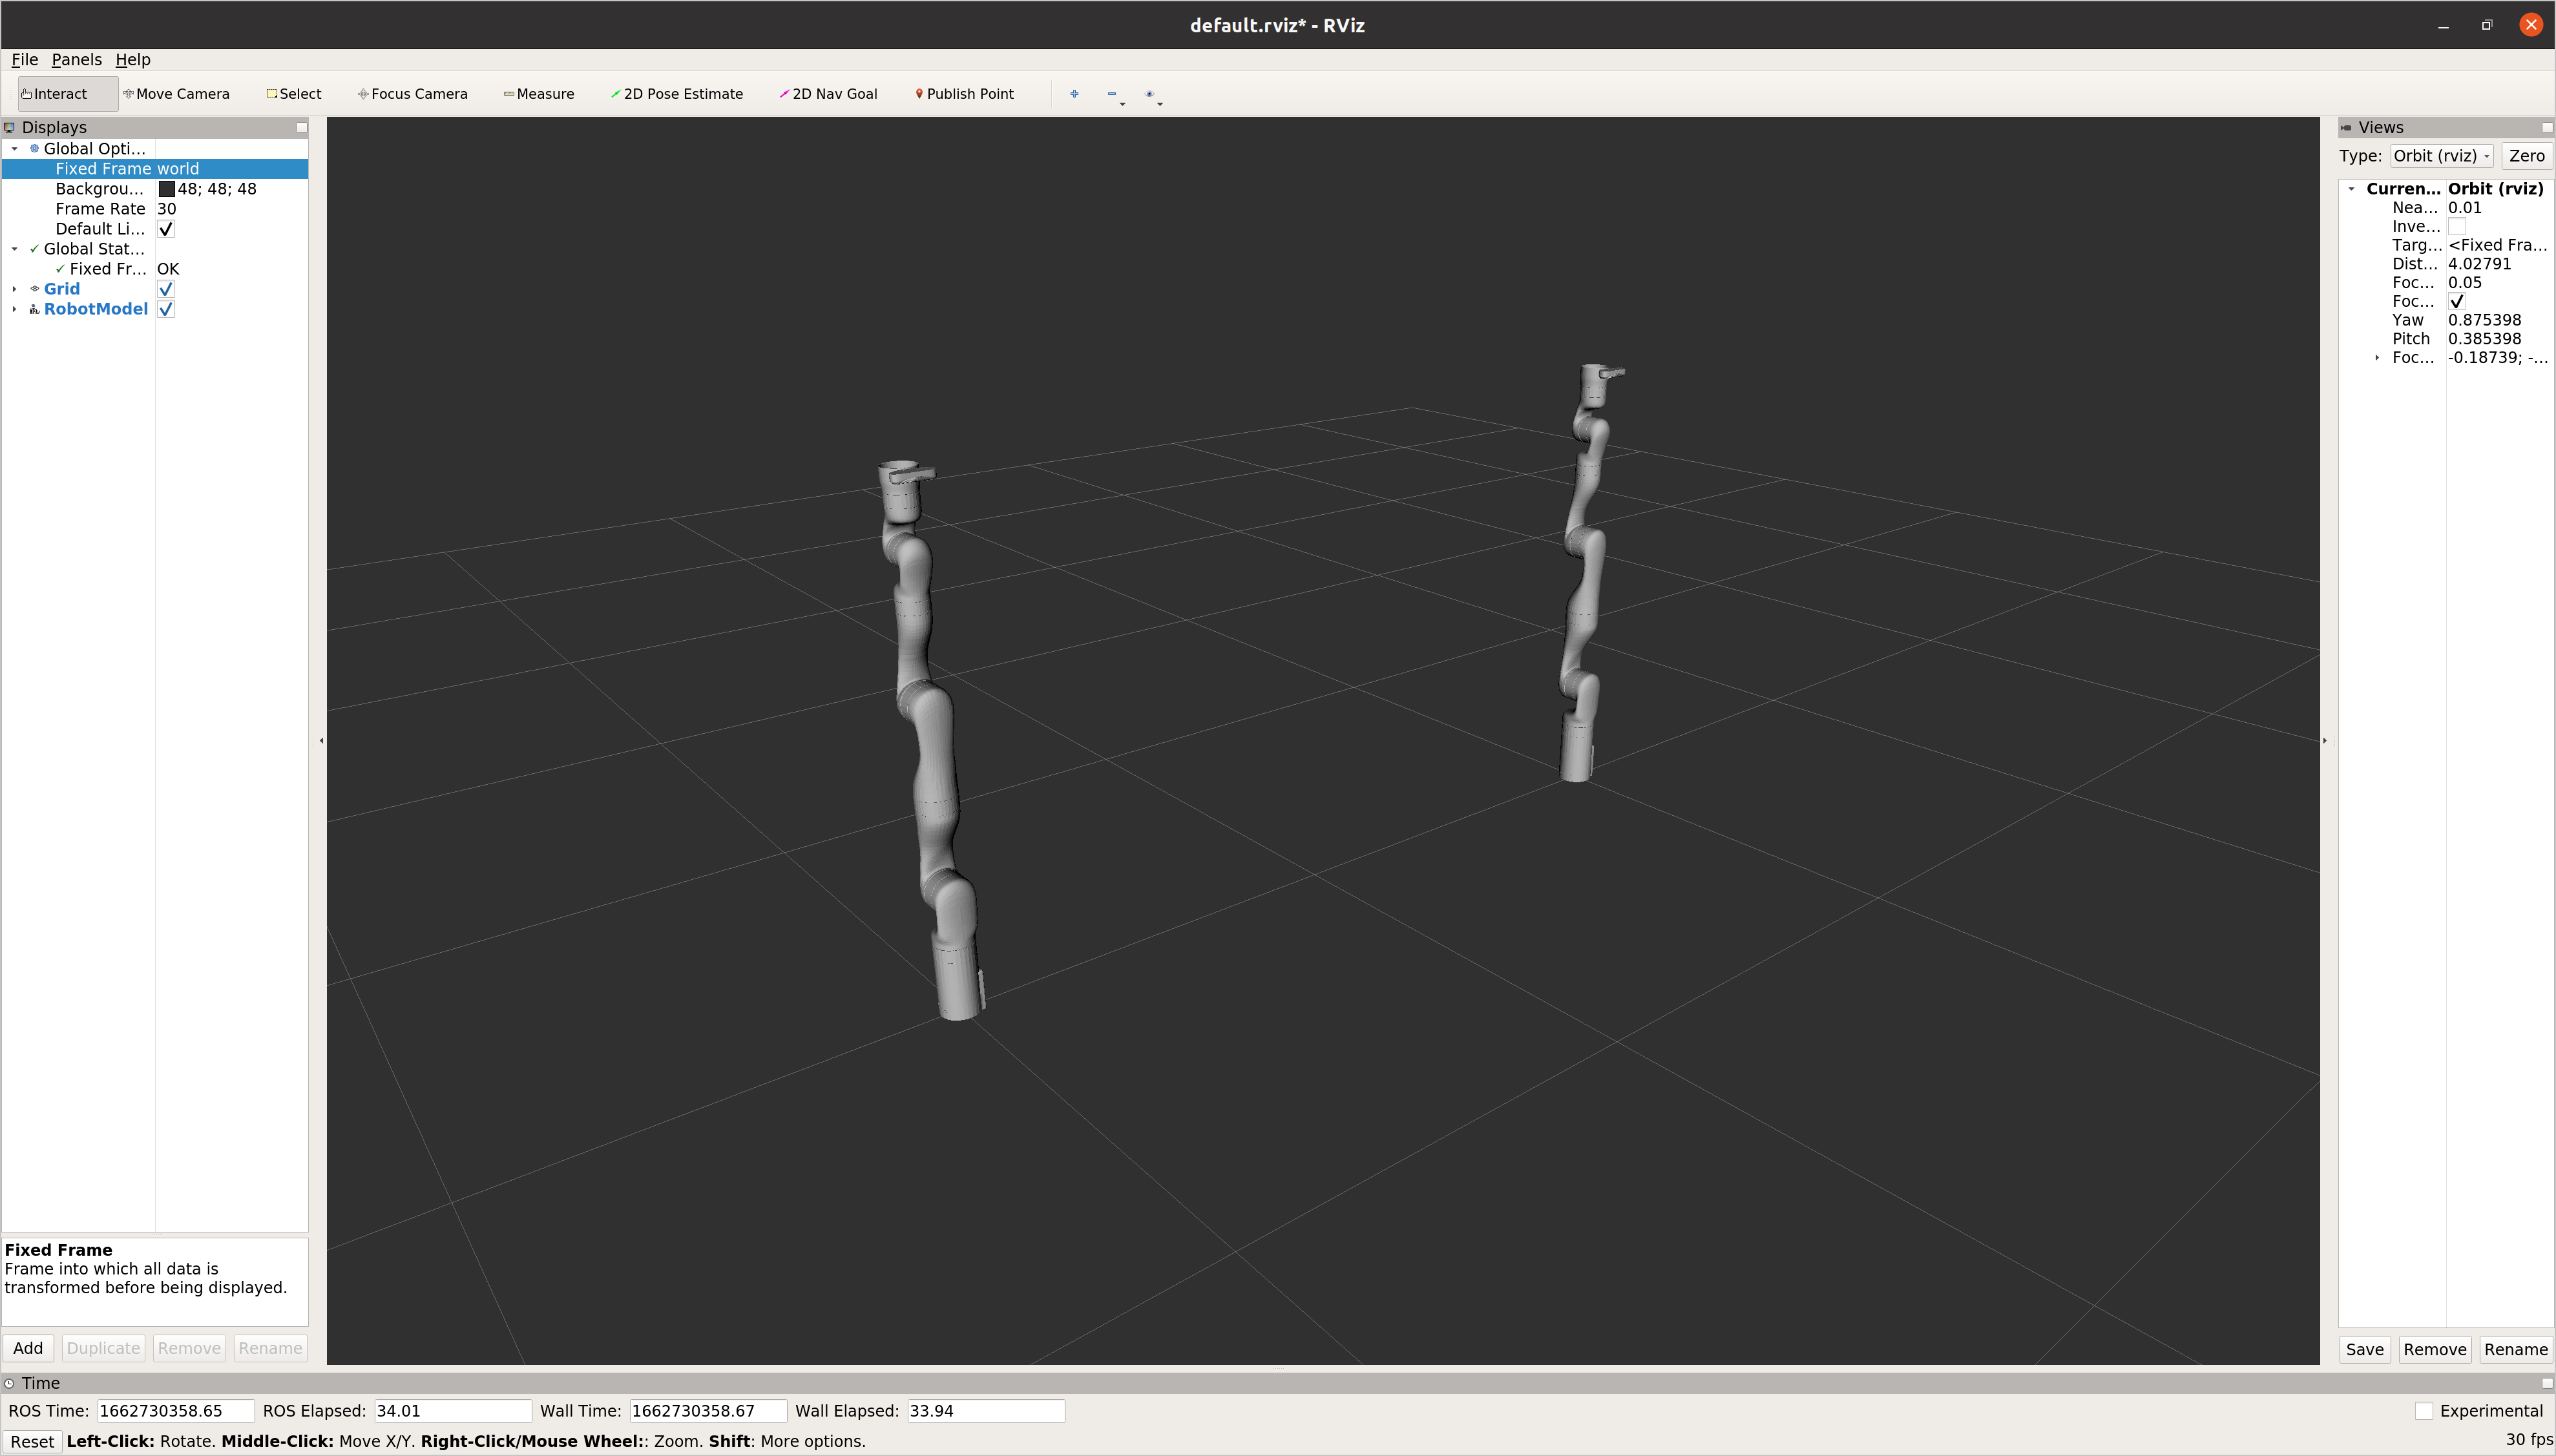 default.rviz* - RViz
File Panels Help
Interact Move Camera Select Focus Camera Measure 2D Pose Estimate 2D Nav Goal Publish Point
Displays
Global Opti...
Fixed Frame world
Backgrou... 48; 48; 48
Frame Rate 30
Default Li...
Global Stat...
Fixed Fr... OK
Grid
RobotModel
Fixed Frame
Frame into which all data is
transformed before being displayed.
Add Duplicate Remove Rename
Views
Type: Orbit (rviz) Zero
Curren... Orbit (rviz)
Nea... 0.01
Inve...
Targ... <Fixed Fra...
Dist... 4.02791
Foc... 0.05
Foc...
Yaw 0.875398
Pitch 0.385398
Foc... -0.18739; -...
Save Remove Rename
Time
ROS Time: 1662730358.65 ROS Elapsed: 34.01 Wall Time: 1662730358.67 Wall Elapsed: 33.94 Experimental
Reset Left-Click: Rotate. Middle-Click: Move X/Y. Right-Click/Mouse Wheel:: Zoom. Shift: More options. 30 fps